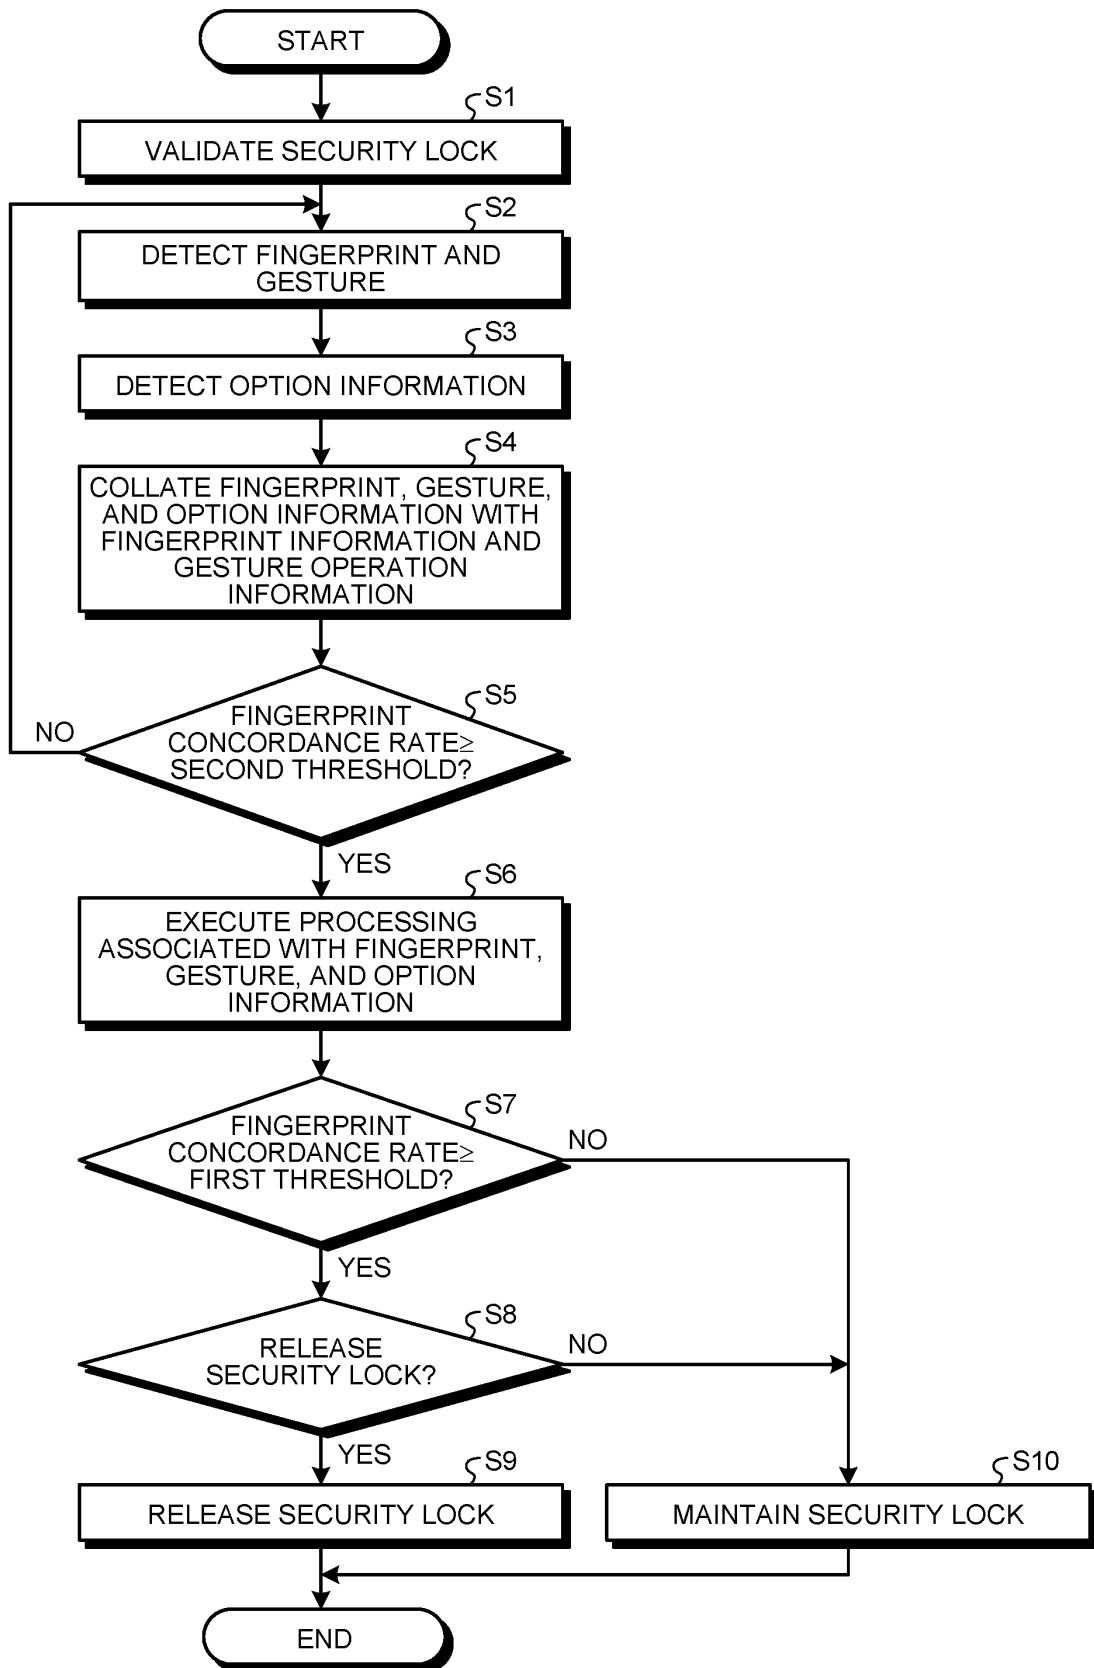 START
S1
VALIDATE SECURITY LOCK
S2
DETECT FINGERPRINT AND
GESTURE
S3
DETECT OPTION INFORMATION
S4
COLLATE FINGERPRINT, GESTURE,
AND OPTION INFORMATION WITH
FINGERPRINT INFORMATION AND
GESTURE OPERATION
INFORMATION
S5
FINGERPRINT
CONCORDANCE RATE≥
SECOND THRESHOLD?
NO
YES
S6
EXECUTE PROCESSING
ASSOCIATED WITH FINGERPRINT,
GESTURE, AND OPTION
INFORMATION
S7
FINGERPRINT
CONCORDANCE RATE≥
FIRST THRESHOLD?
NO
YES
S8
RELEASE
SECURITY LOCK?
NO
YES
S9
RELEASE SECURITY LOCK
S10
MAINTAIN SECURITY LOCK
END